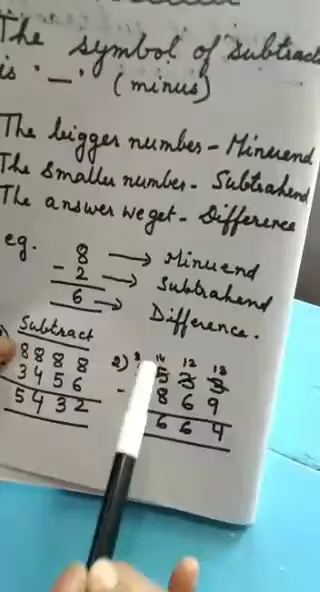 The symbol of Subtract
is '—' (minus)
The bigger number - Minuend
The smaller number - Subtrahend
The answer we get - Difference
eg.
8 → Minuend
- 2 → Subtrahend
6 → Difference.
Subtract
8888
3456
5432
2) 14 12 13
5 3 3
- 8 6 9
6 6 4